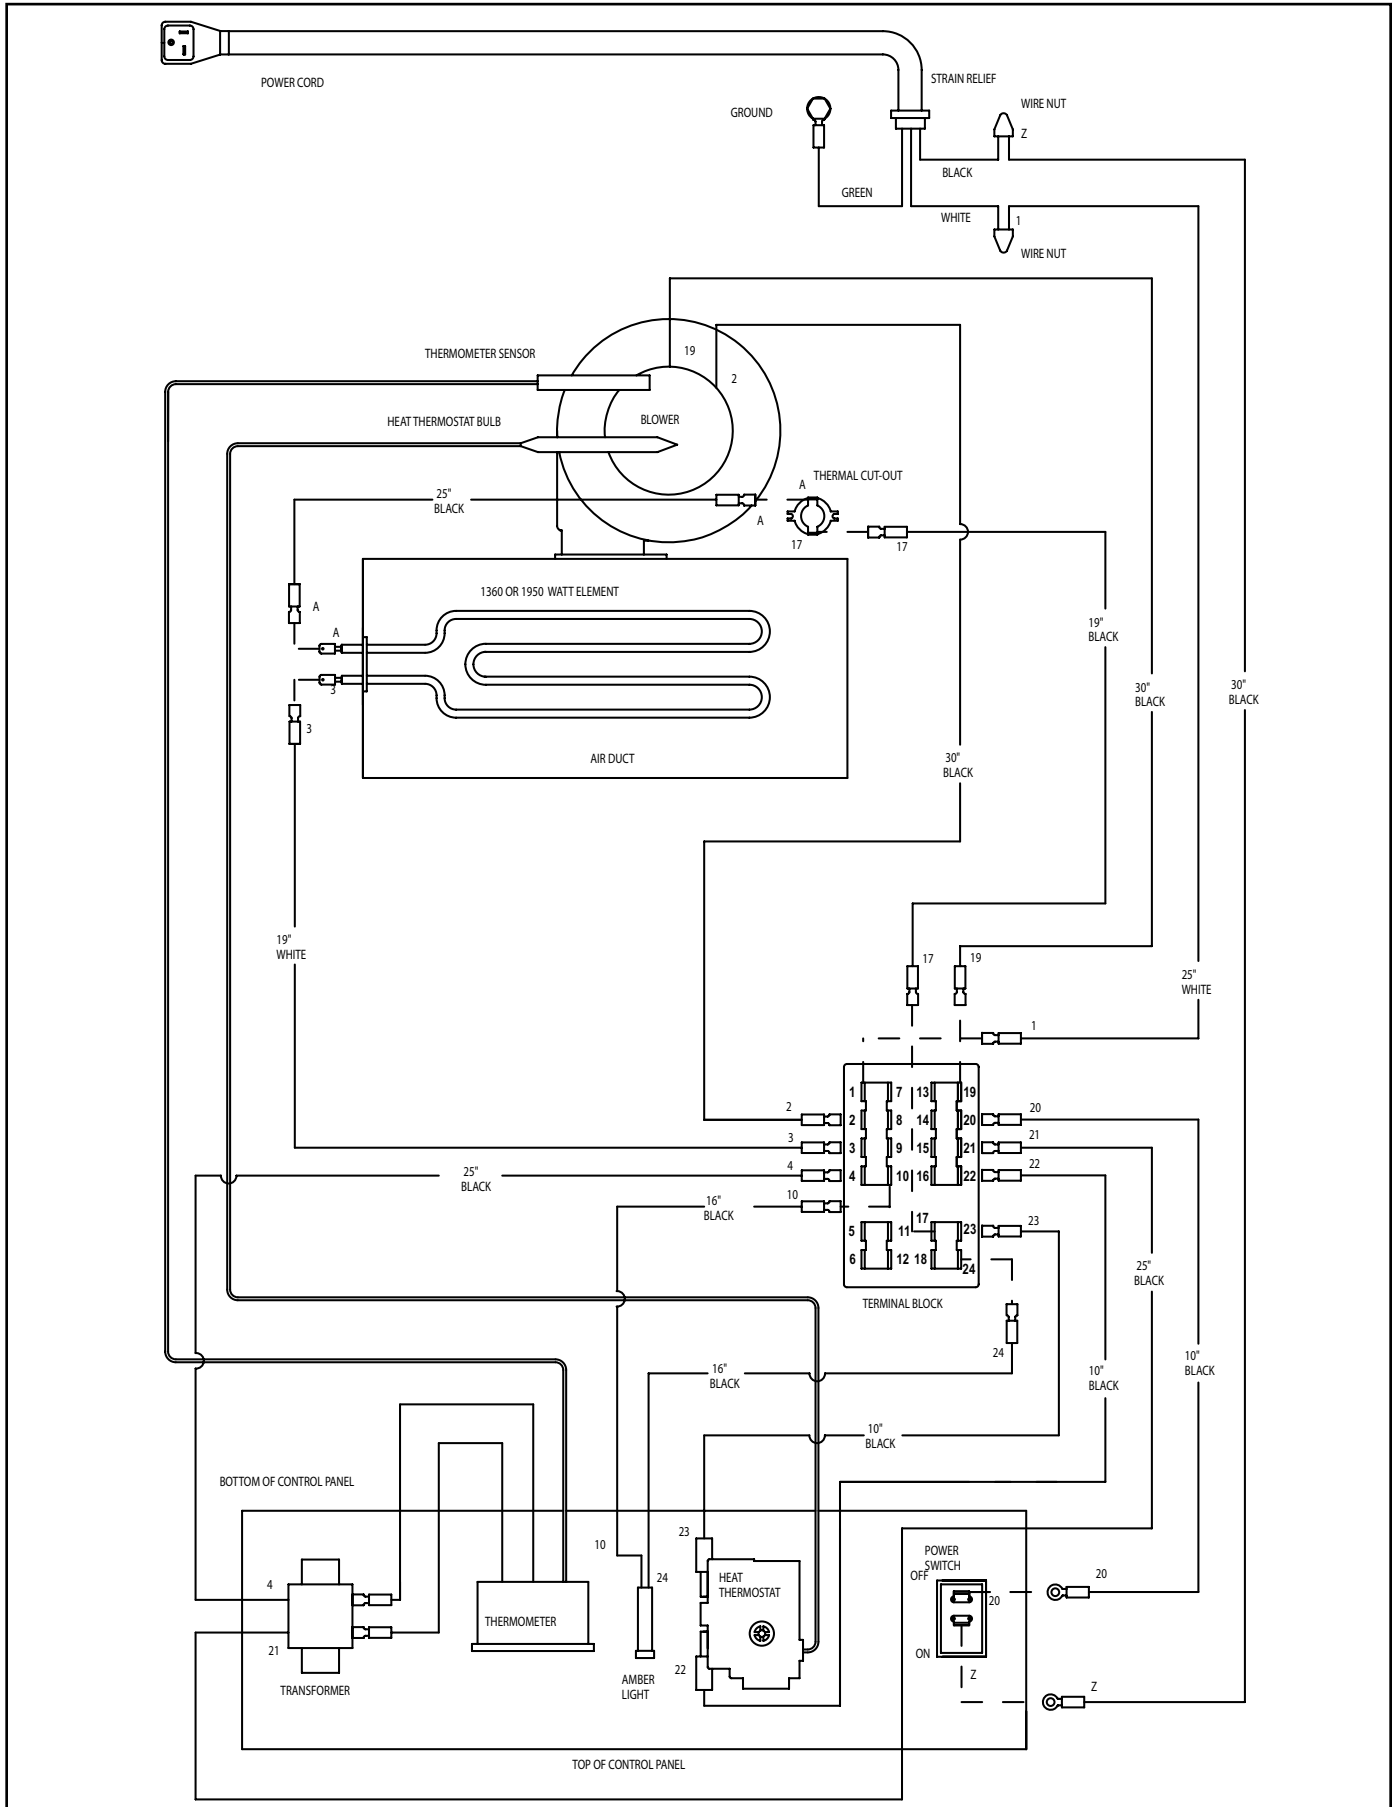 POWER CORD
STRAIN RELIEF
WIRE NUT
GROUND
Z
BLACK
GREEN
WHITE
1
WIRE NUT
THERMOMETER SENSOR
19
2
HEAT THERMOSTAT BULB
BLOWER
THERMAL CUT-OUT
A
25"
BLACK
A
17
17
1360 OR 1950 WATT ELEMENT
A
A
19"
BLACK
3
3
30"
BLACK
30"
BLACK
AIR DUCT
30"
BLACK
19"
WHITE
17
19
25"
WHITE
1
1 7 13 19
2
2 8 14 20
20
3
3 9 15 21
21
4
4 10 16 22
22
25"
BLACK
10
16"
BLACK
17
5 11 23
23
6 12 18 24
25"
BLACK
TERMINAL BLOCK
24
16"
BLACK
10"
BLACK
10"
BLACK
10"
BLACK
BOTTOM OF CONTROL PANEL
23
10
24
POWER
SWITCH
OFF
HEAT
THERMOSTAT
4
20
20
THERMOMETER
21
ON
22
Z
Z
AMBER
LIGHT
TRANSFORMER
TOP OF CONTROL PANEL